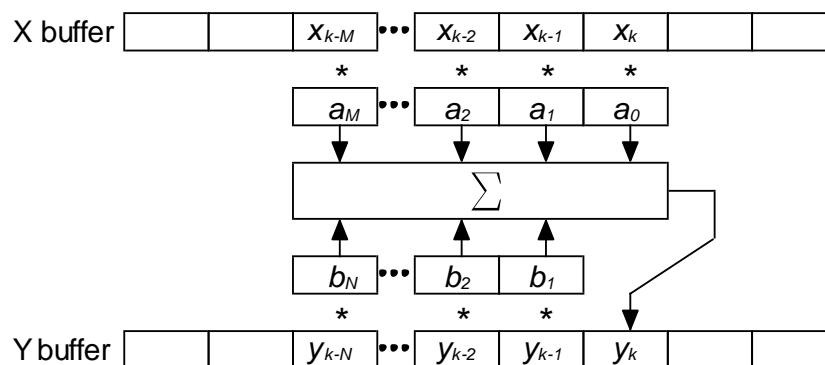 X buffer x_{k-M} ••• x_{k-2} x_{k-1} x_k
* * * *
a_M ••• a_2 a_1 a_0
Σ
b_N ••• b_2 b_1
* * *
Y buffer y_{k-N} ••• y_{k-2} y_{k-1} y_k